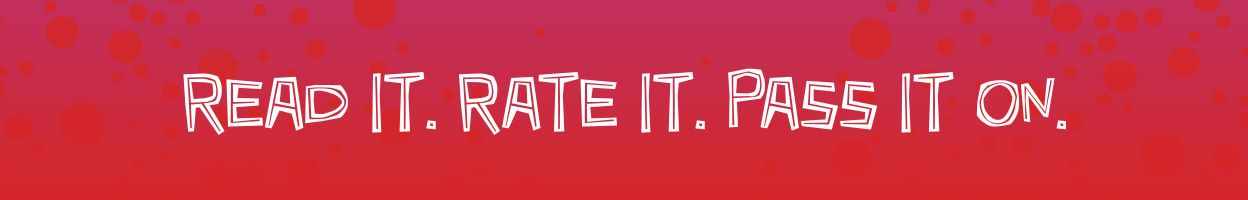 READ IT. RATE IT. PASS IT ON.